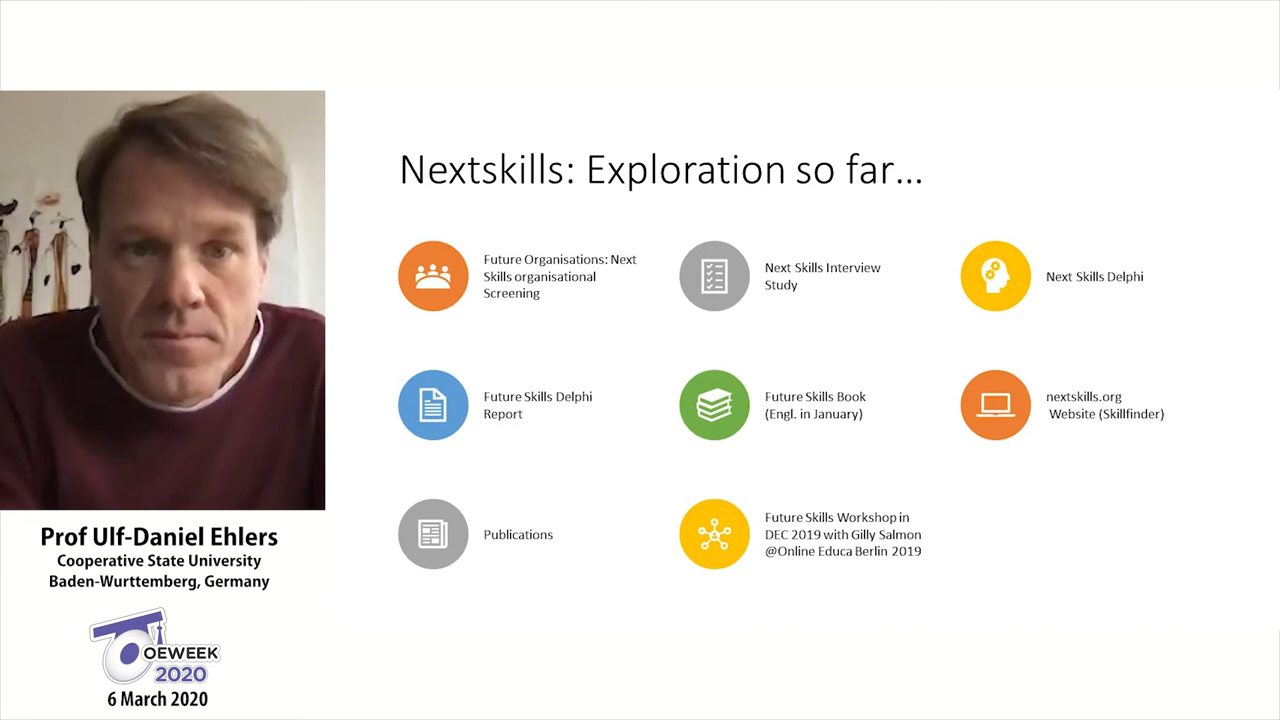 Nextskills: Exploration so far...
Future Organisations: Next
Skills organisational
Screening
Next Skills Interview
Study
Next Skills Delphi
Future Skills Delphi
Report
Future Skills Book
(Engl. in January)
nextskills.org
Website (Skillfinder)
Publications
Future Skills Workshop in
DEC 2019 with Gilly Salmon
@Online Educa Berlin 2019
Prof Ulf-Daniel Ehlers
Cooperative State University
Baden-Wurttemberg, Germany
OEWEEK
2020
6 March 2020